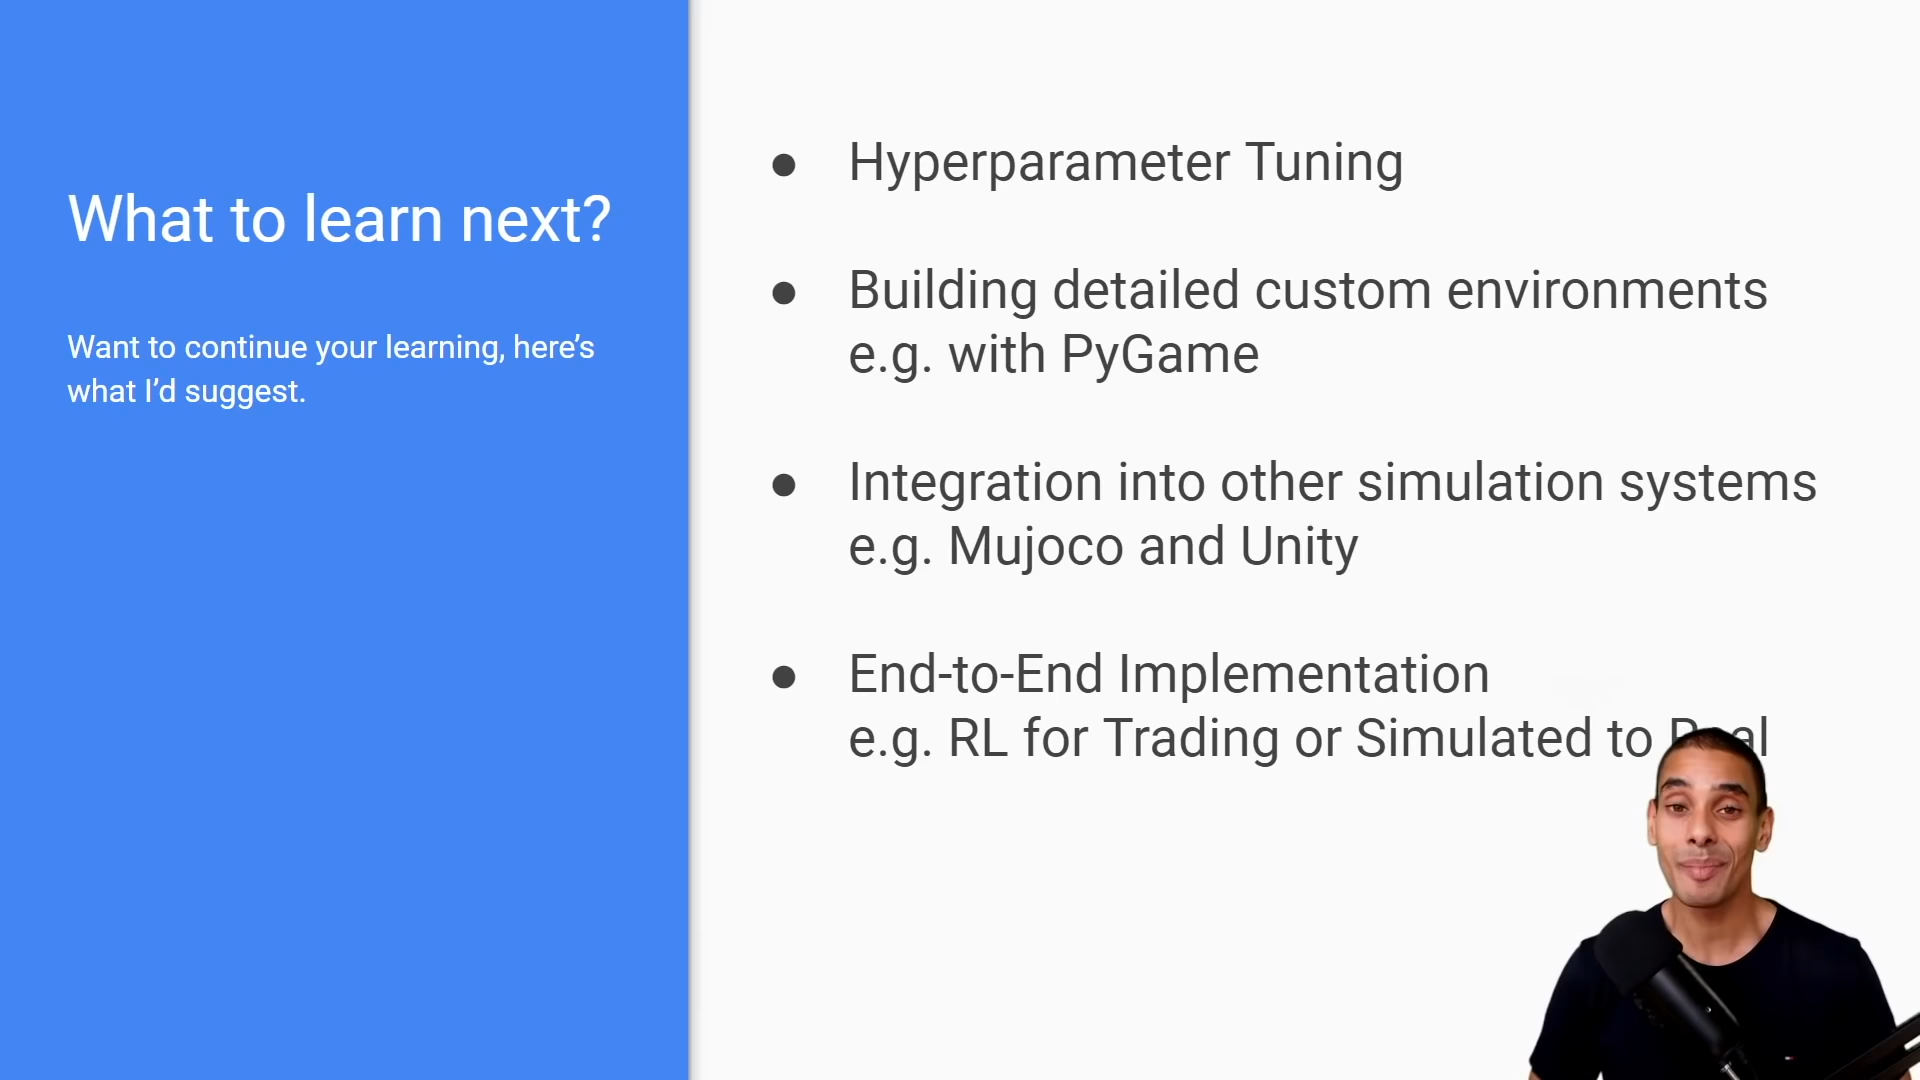 What to learn next?
Want to continue your learning, here's
what I'd suggest.
● Hyperparameter Tuning
● Building detailed custom environments
e.g. with PyGame
● Integration into other simulation systems
e.g. Mujoco and Unity
● End-to-End Implementation
e.g. RL for Trading or Simulated to Real